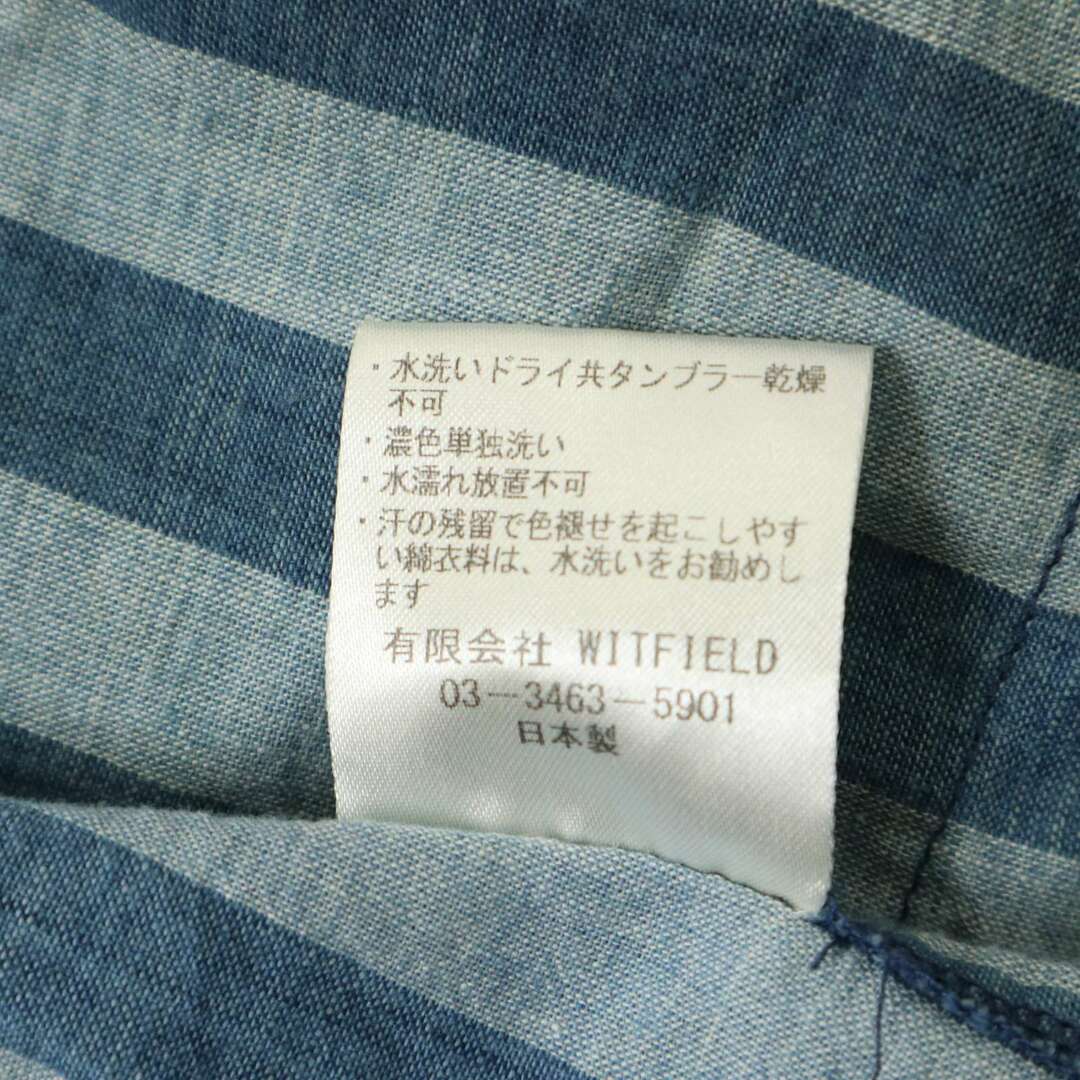 ・水洗いドライ共タンブラー乾燥
不可
・濃色単独洗い
・水濡れ放置不可
・汗の残留で色褪せを起こしやす
い綿衣料は、水洗いをお勧めし
ます
有限会社 WITFIELD
03-3463-5901
日本製